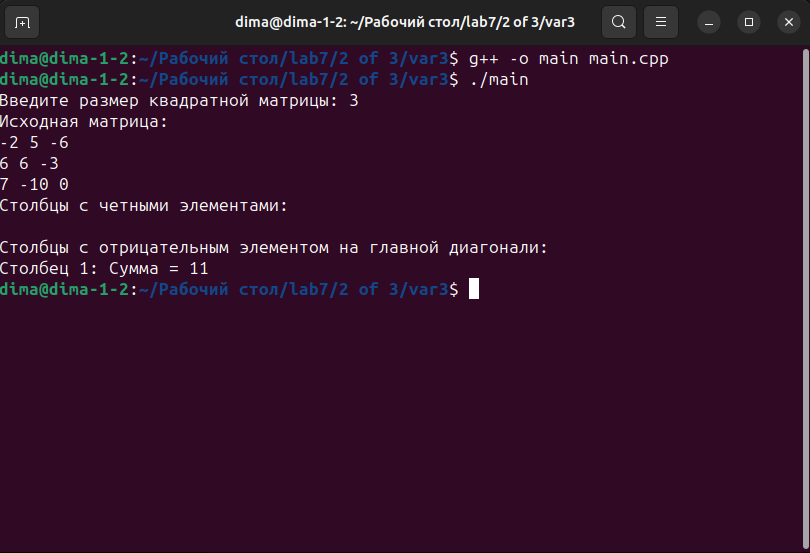 dima@dima-1-2: ~/Рабочий стол/lab7/2 of 3/var3
dima@dima-1-2:~/Рабочий стол/lab7/2 of 3/var3$ g++ -o main main.cpp
dima@dima-1-2:~/Рабочий стол/lab7/2 of 3/var3$ ./main
Введите размер квадратной матрицы: 3
Исходная матрица:
-2 5 -6
6 6 -3
7 -10 0
Столбцы с четными элементами:
Столбцы с отрицательным элементом на главной диагонали:
Столбец 1: Сумма = 11
dima@dima-1-2:~/Рабочий стол/lab7/2 of 3/var3$